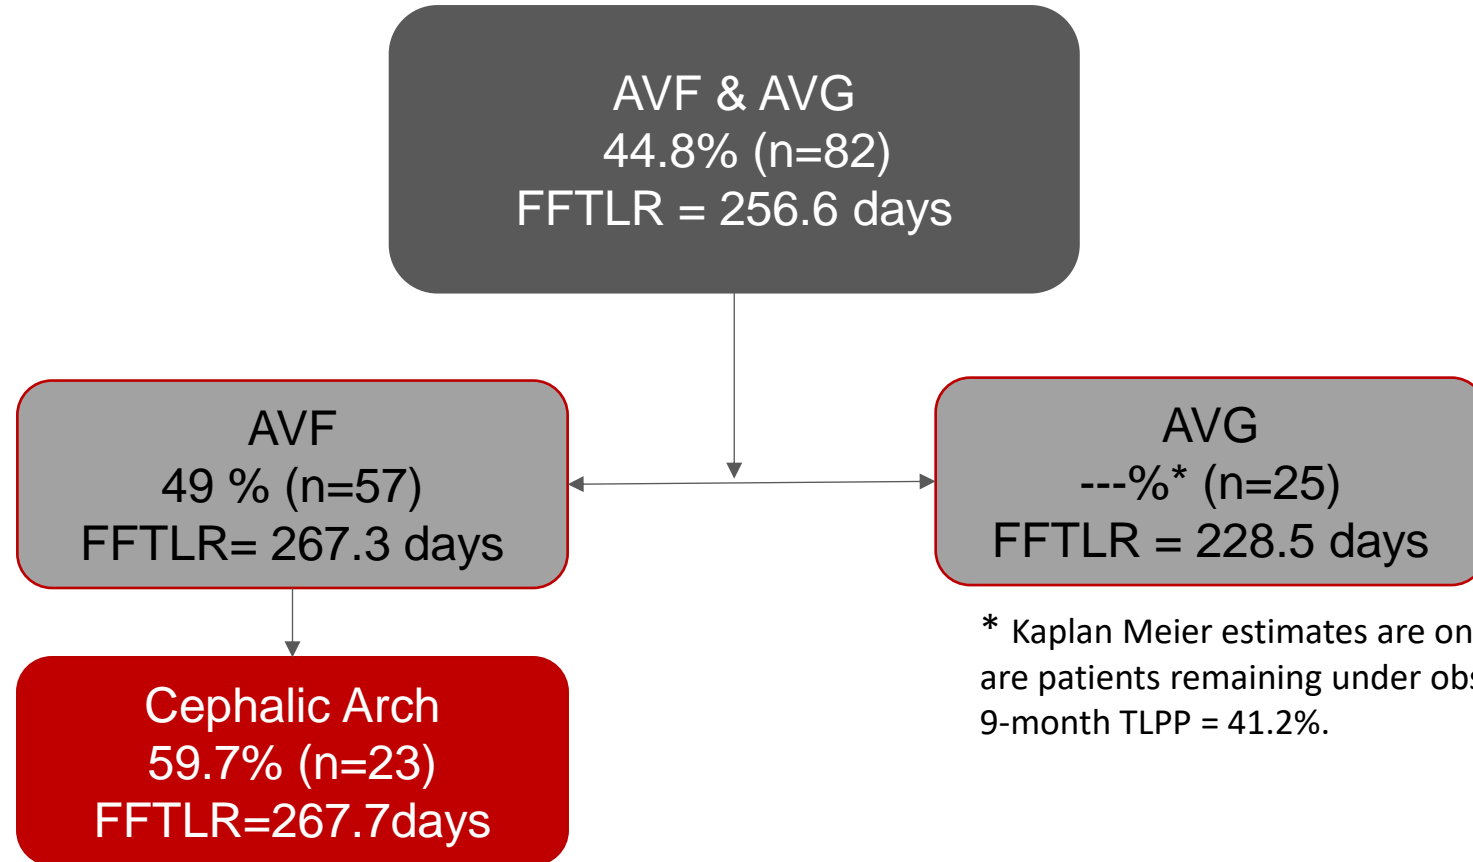 AVF & AVG
44.8% (n=82)
FFTLR = 256.6 days
AVF
49 % (n=57)
FFTLR= 267.3 days
AVG
---%* (n=25)
FFTLR = 228.5 days
* Kaplan Meier estimates are
are patients remaining under
9-month TLPP = 41.2%.
Cephalic Arch
59.7% (n=23)
FFTLR=267.7days